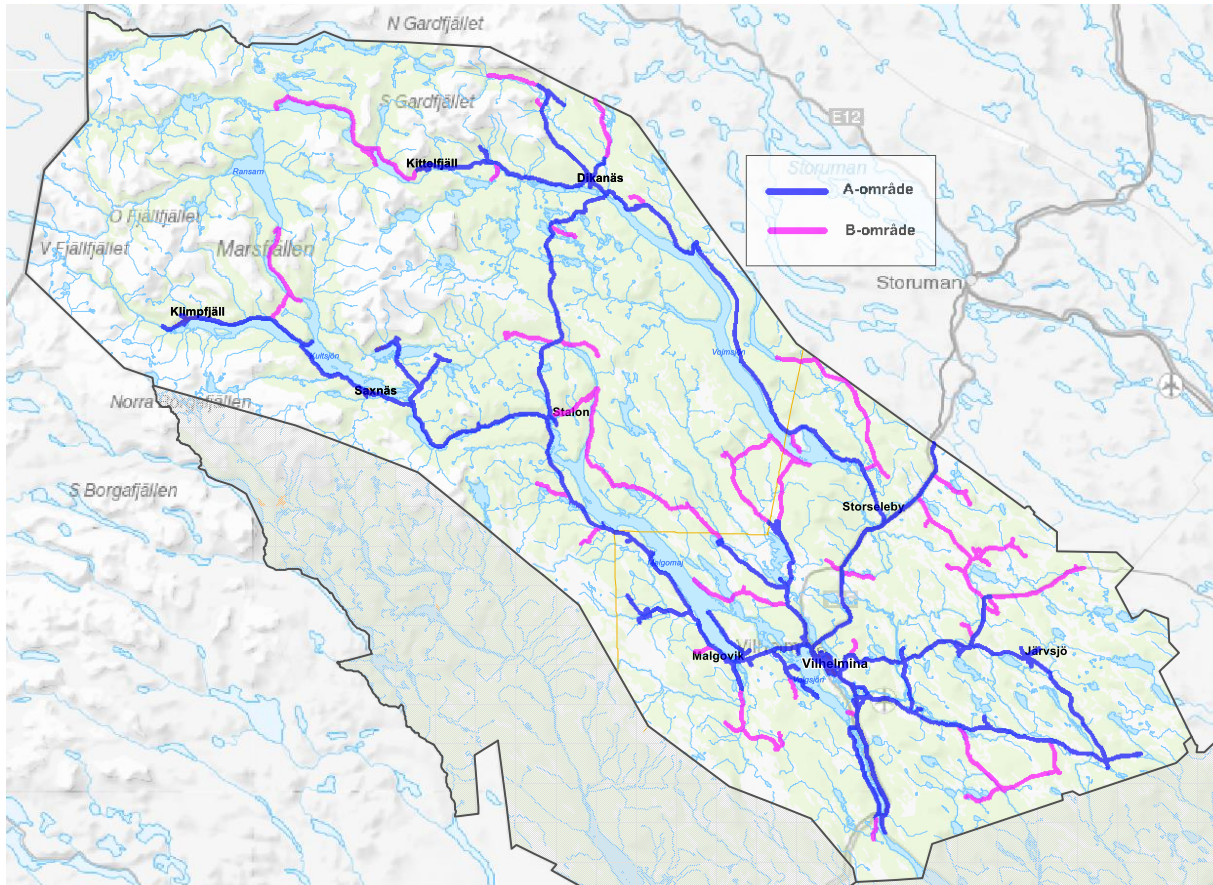 N Gardfjället
S Gardfjället
E12
Storuman
A-område
B-område
Kittelfjäll
Dikanäs
Ransarn
O Fjällfjället
V Fjällfjället
Marsfjällen
Storuman
Klimpfjäll
Kultsjön
Vojmsjön
Saxnäs
Norra Borgafjällen
Stalon
S Borgafjällen
Storseleby
Malgomaj
Malgovik
Vilhelmina
Järvsjö
Volgsjön